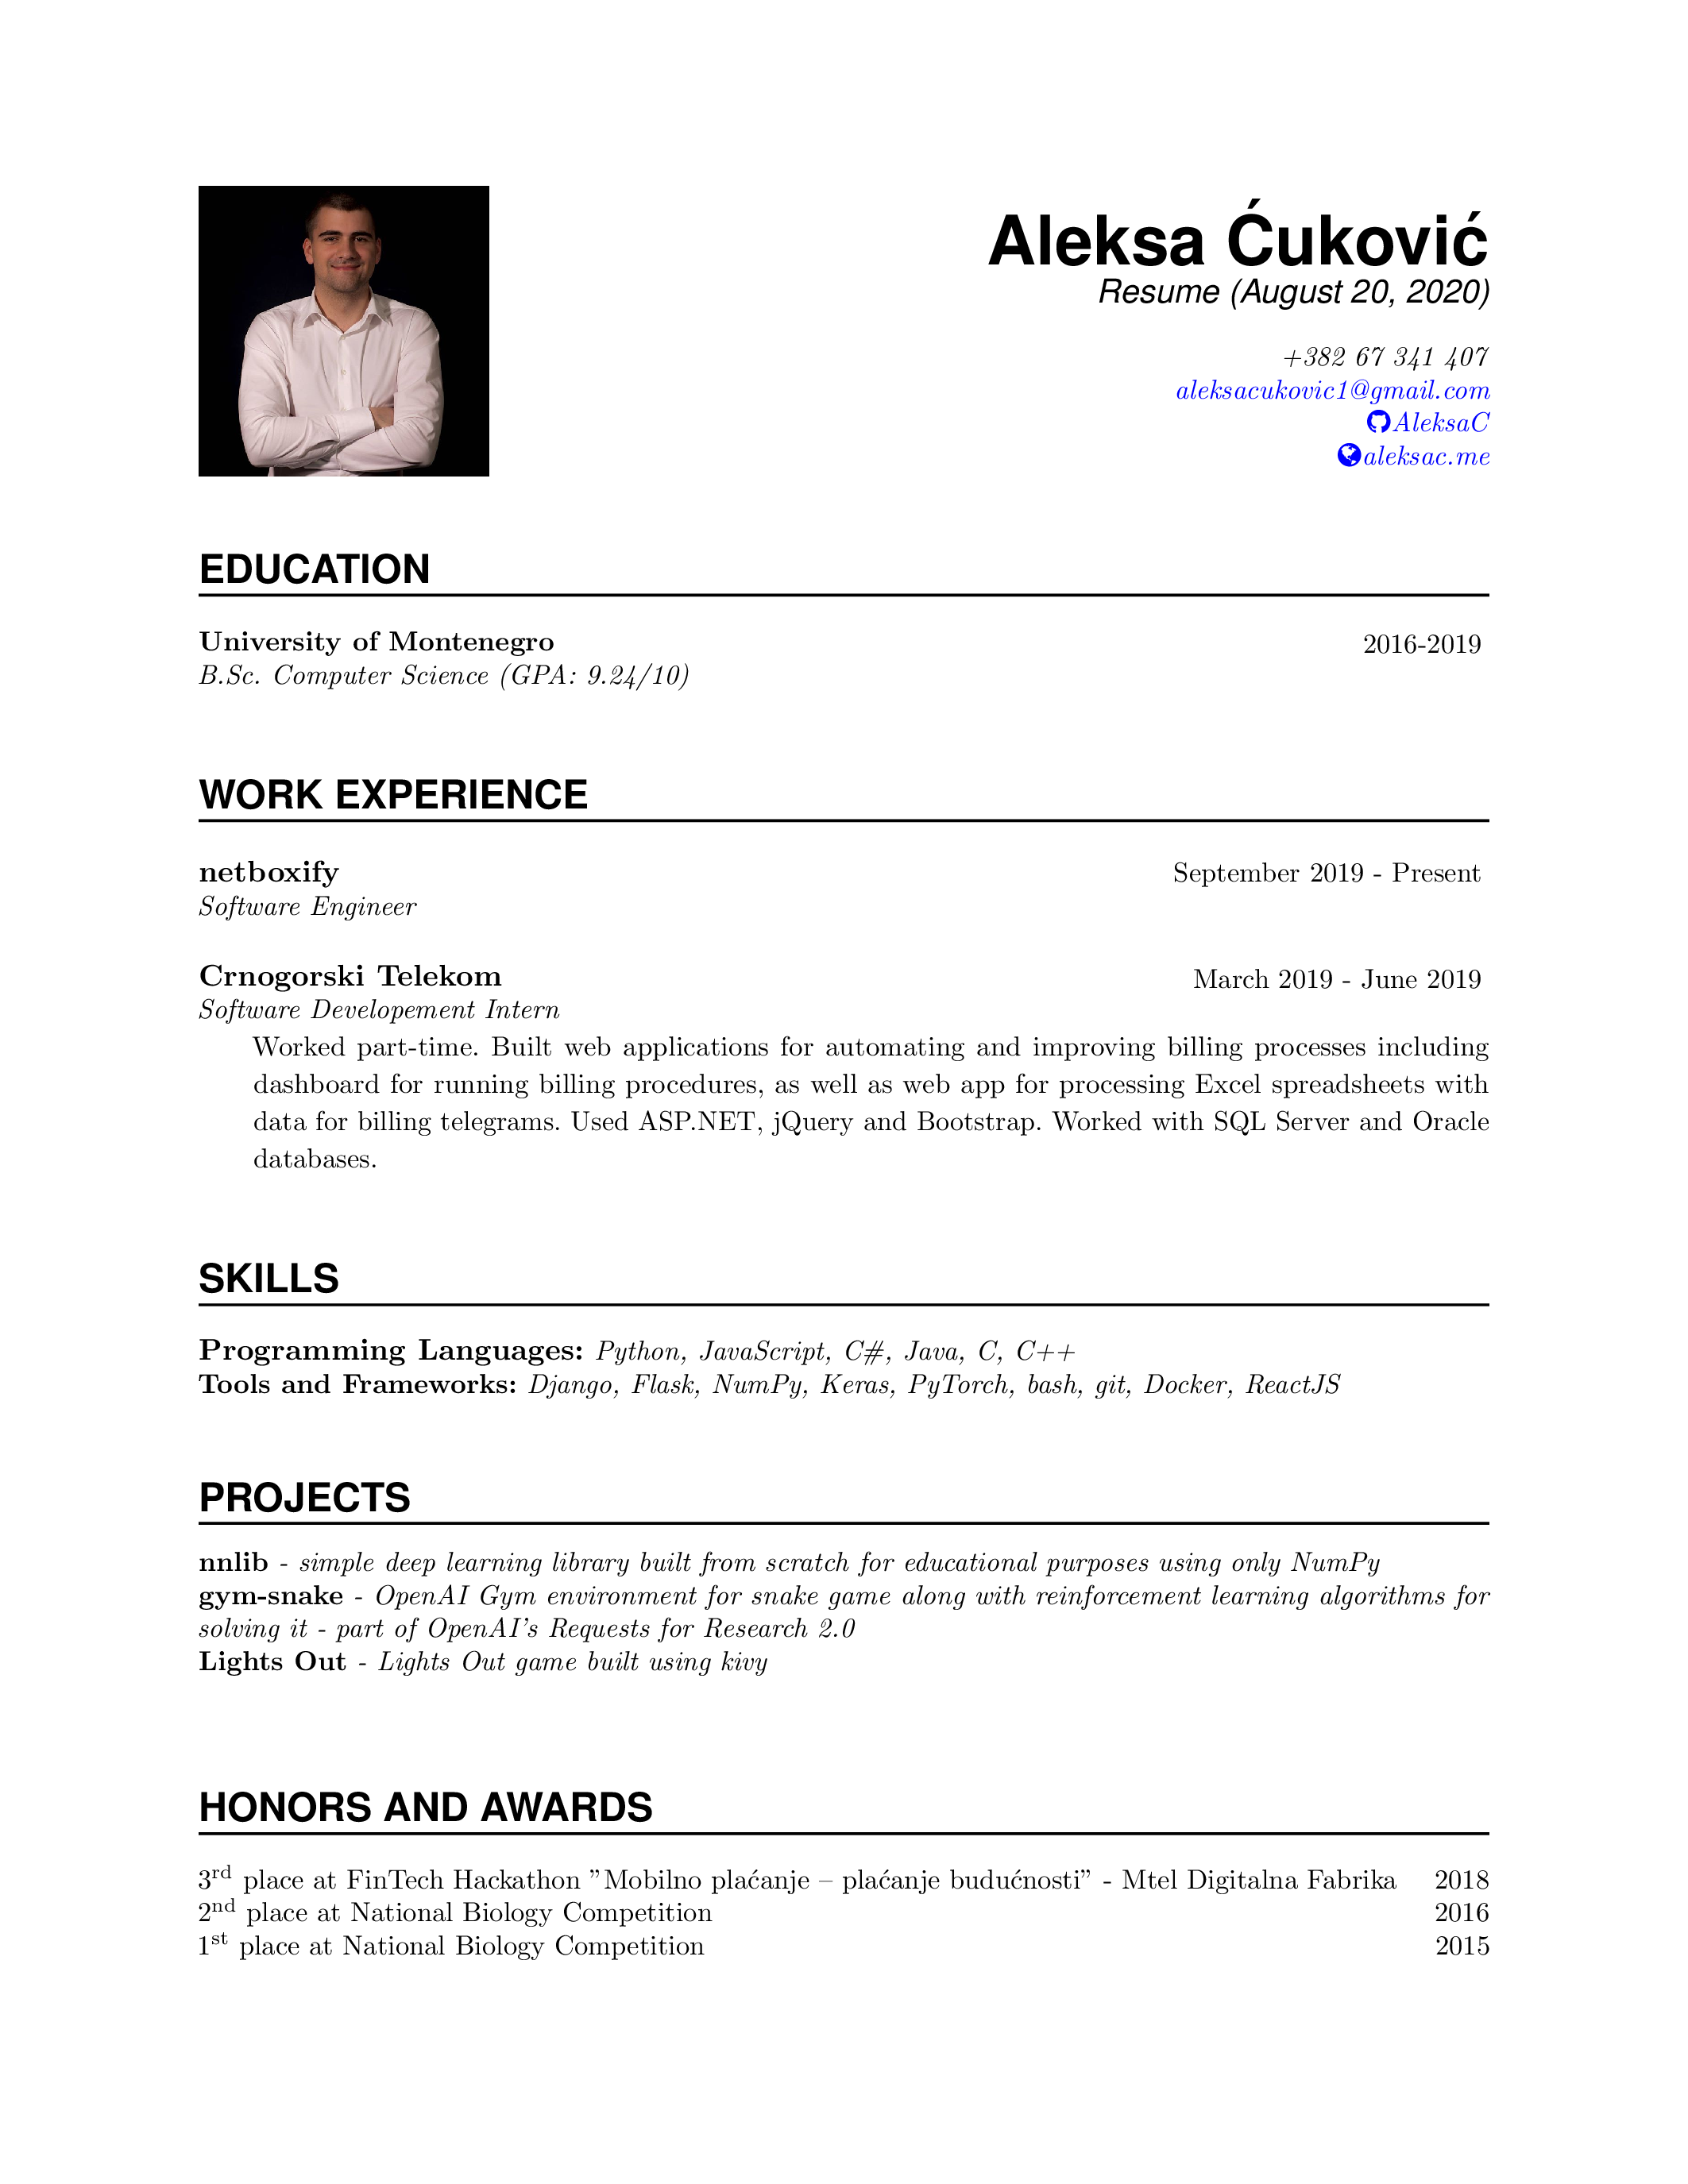 Aleksa Ćuković
Resume (August 20, 2020)
+382 67 341 407
aleksacukovic1@gmail.com
AleksaC
aleksac.me
EDUCATION
University of Montenegro 2016-2019
B.Sc. Computer Science (GPA: 9.24/10)
WORK EXPERIENCE
netboxify September 2019 - Present
Software Engineer
Crnogorski Telekom March 2019 - June 2019
Software Developement Intern
Worked part-time. Built web applications for automating and improving billing processes including
dashboard for running billing procedures, as well as web app for processing Excel spreadsheets with
data for billing telegrams. Used ASP.NET, jQuery and Bootstrap. Worked with SQL Server and Oracle
databases.
SKILLS
Programming Languages: Python, JavaScript, C#, Java, C, C++
Tools and Frameworks: Django, Flask, NumPy, Keras, PyTorch, bash, git, Docker, ReactJS
PROJECTS
nnlib - simple deep learning library built from scratch for educational purposes using only NumPy
gym-snake - OpenAI Gym environment for snake game along with reinforcement learning algorithms for
solving it - part of OpenAI's Requests for Research 2.0
Lights Out - Lights Out game built using kivy
HONORS AND AWARDS
3rd place at FinTech Hackathon ”Mobilno plaćanje – plaćanje budućnosti” - Mtel Digitalna Fabrika 2018
2nd place at National Biology Competition 2016
1st place at National Biology Competition 2015